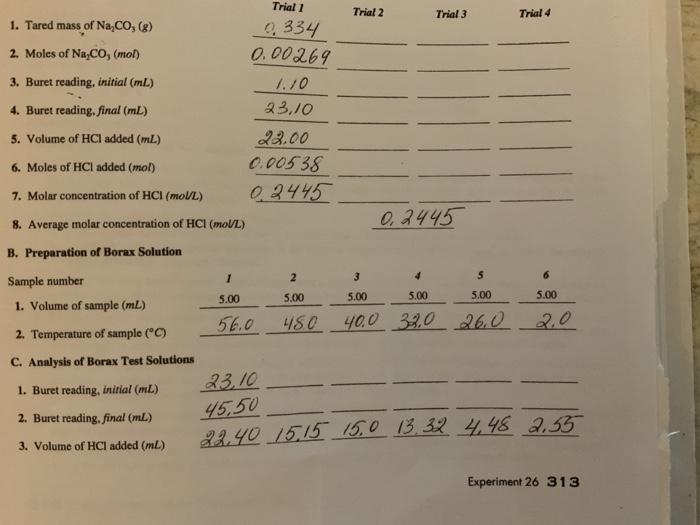 Trial 1 Trial 2 Trial 3 Trial 4
1. Tared mass of Na₂CO₃ (g) 0.334
2. Moles of Na₂CO₃ (mol) 0.00269
3. Buret reading, initial (mL) 1.10
4. Buret reading, final (mL) 23.10
5. Volume of HCl added (mL) 22.00
6. Moles of HCl added (mol) 0.00538
7. Molar concentration of HCl (mol/L) 0.2445
8. Average molar concentration of HCl (mol/L) 0.2445
B. Preparation of Borax Solution
Sample number 1 2 3 4 5 6
1. Volume of sample (mL) 5.00 5.00 5.00 5.00 5.00 5.00
2. Temperature of sample (°C) 56.0 48.0 40.0 32.0 26.0 2.0
C. Analysis of Borax Test Solutions
1. Buret reading, initial (mL) 23.10
2. Buret reading, final (mL) 45.50
3. Volume of HCl added (mL) 22.40 15.15 15.0 13.32 4.48 2.55
Experiment 26 313